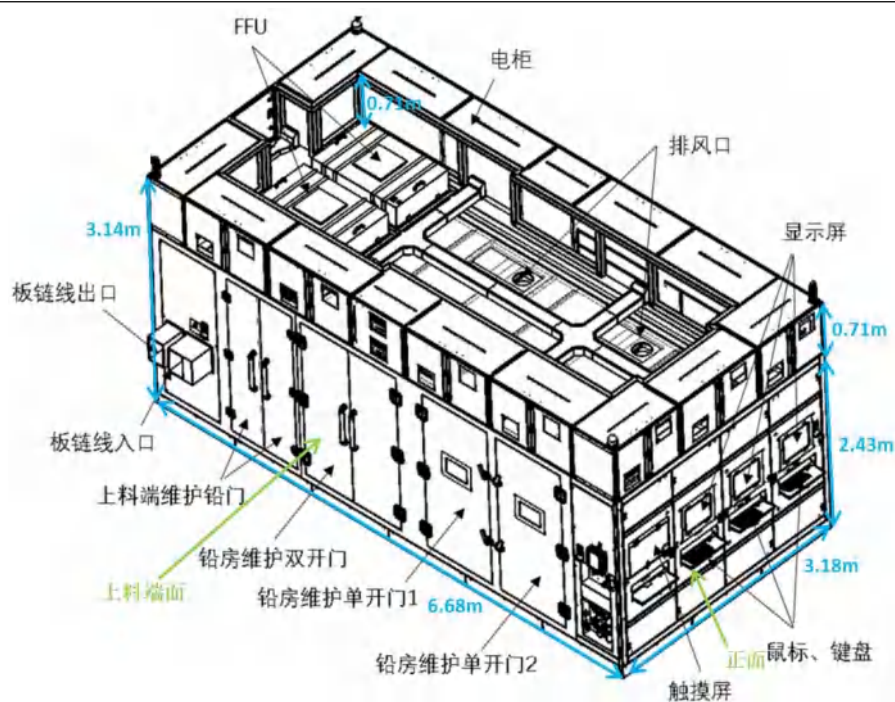 FFU
电柜
0.71m
排风口
3.14m
显示屏
板链线出口
0.71m
板链线入口
2.43m
上料端维护铅门
铅房维护双开门
3.18m
上料端面
铅房维护单开门1
6.68m
正面
鼠标、键盘
铅房维护单开门2
触摸屏